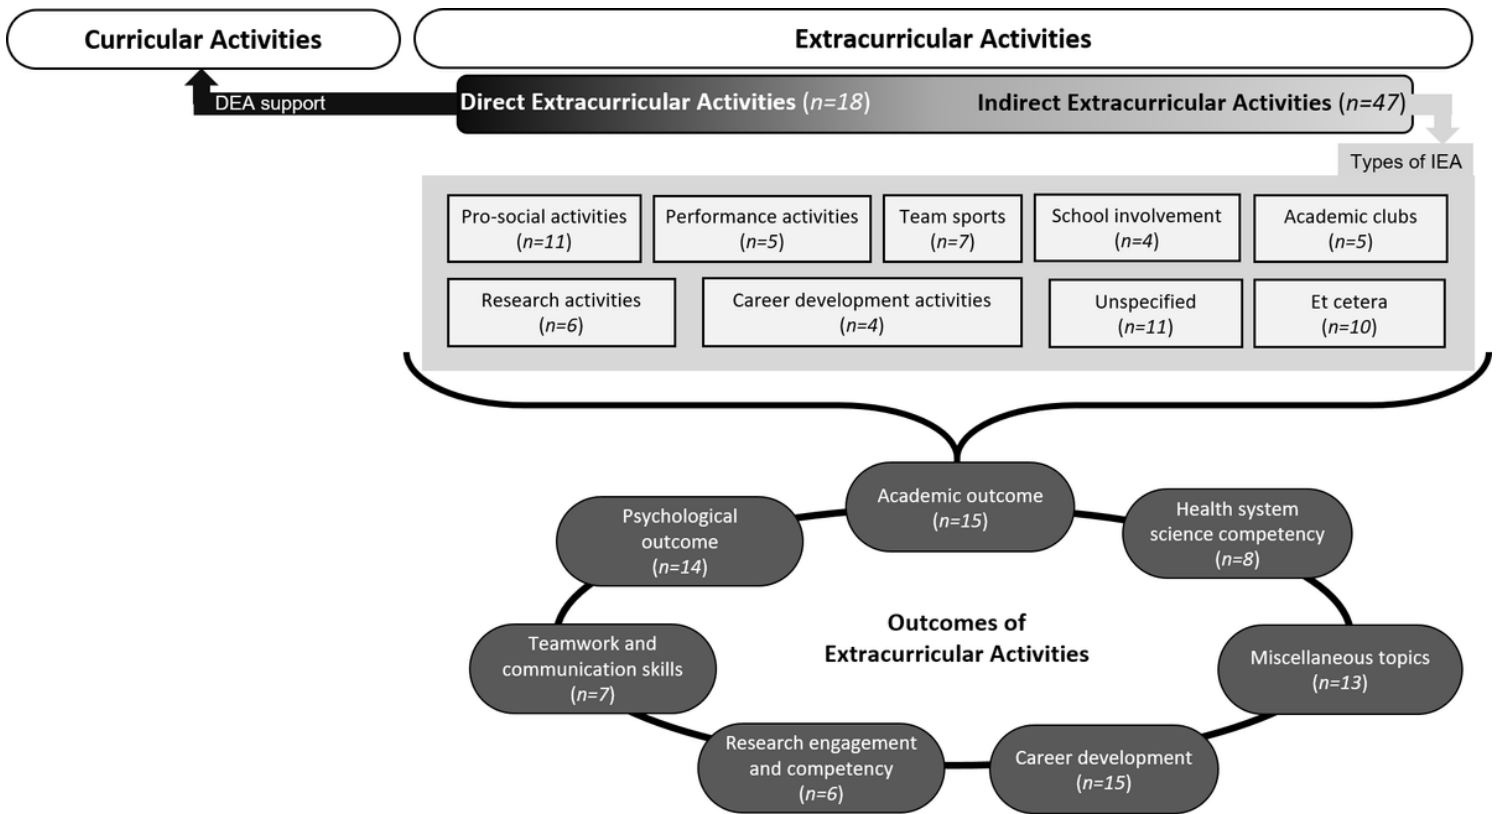 Curricular Activities
Extracurricular Activities
DEA support
Direct Extracurricular Activities (n=18)
Indirect Extracurricular Activities (n=47)
Types of IEA
Pro-social activities
(n=11)
Performance activities
(n=5)
Team sports
(n=7)
School involvement
(n=4)
Academic clubs
(n=5)
Research activities
(n=6)
Career development activities
(n=4)
Unspecified
(n=11)
Et cetera
(n=10)
Academic outcome
(n=15)
Psychological
outcome
(n=14)
Health system
science competency
(n=8)
Outcomes of
Extracurricular Activities
Teamwork and
communication skills
(n=7)
Miscellaneous topics
(n=13)
Research engagement
and competency
(n=6)
Career development
(n=15)